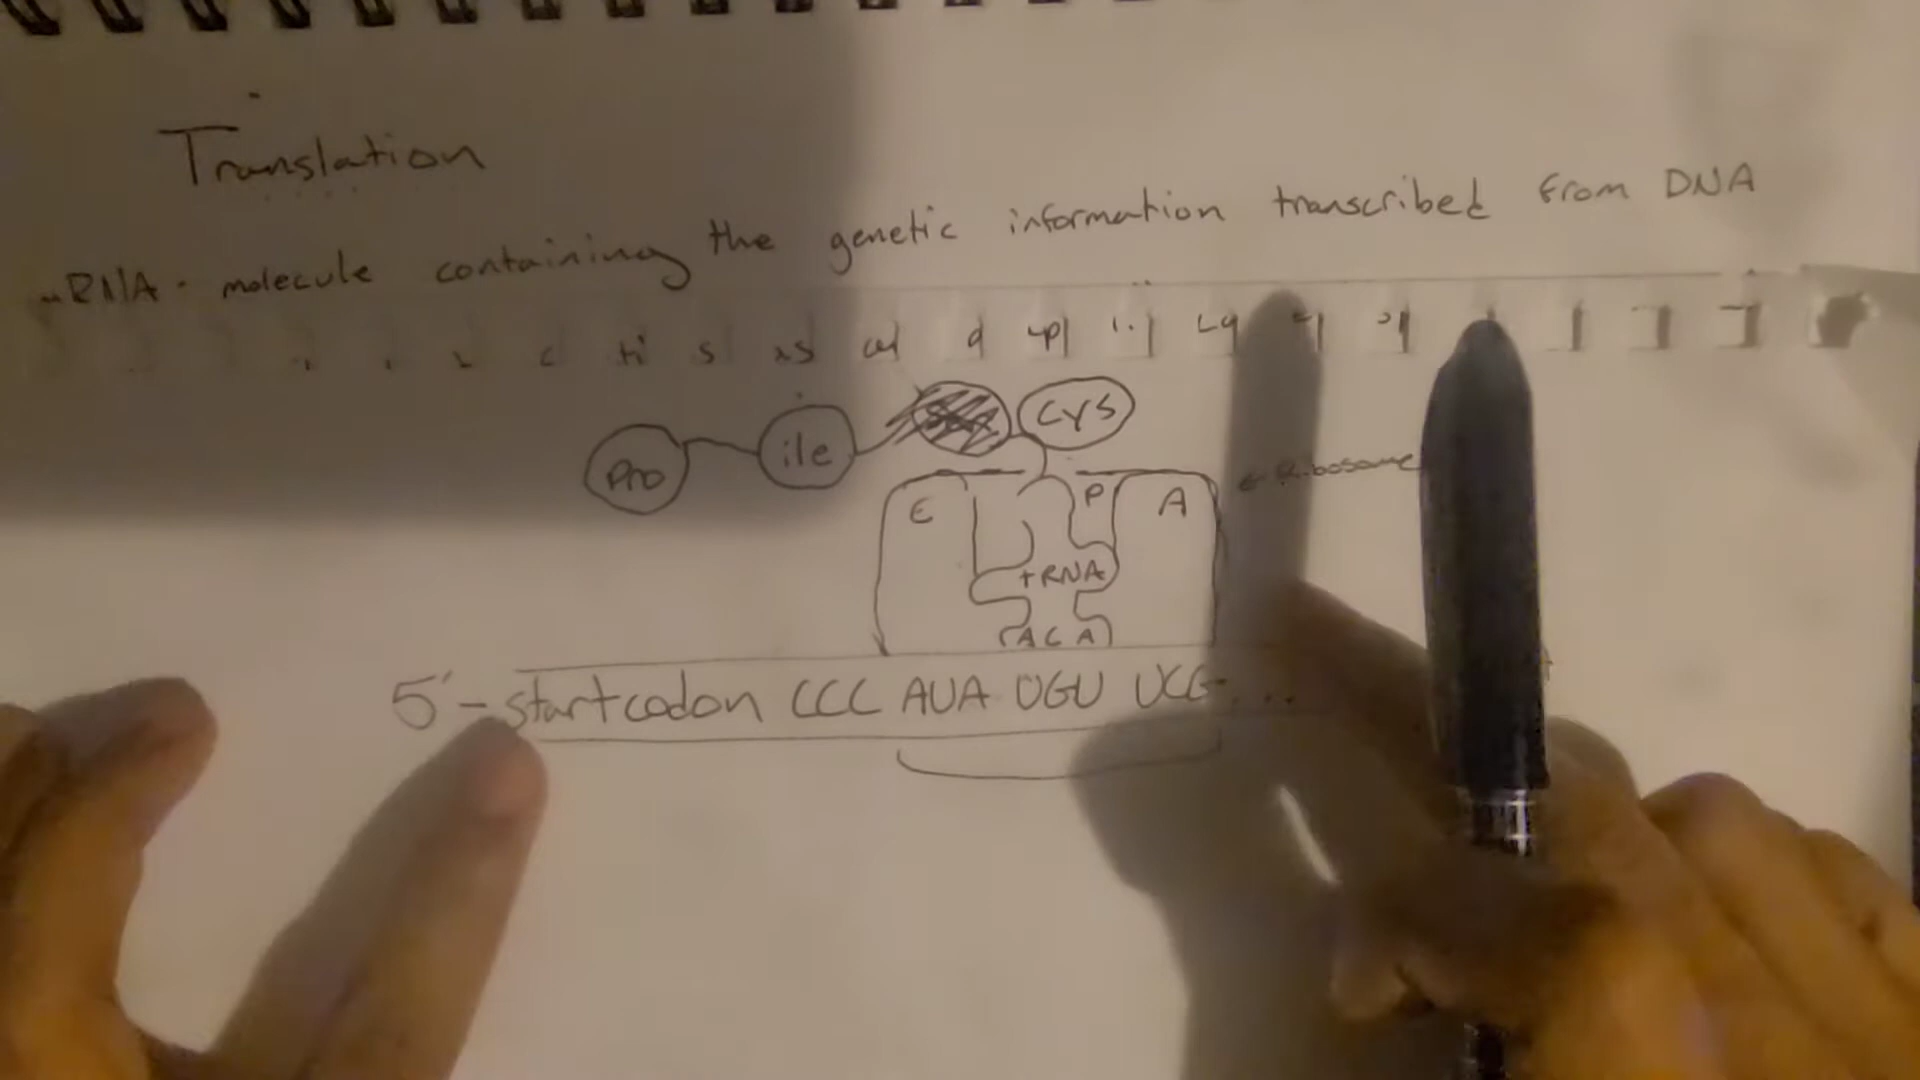 Translation
mRNA - molecule containing the genetic information transcribed from DNA
Pro ile Cys
E P A ← Ribosome
tRNA
ACA
5'-startcodon CCC AUA UGU UCG...